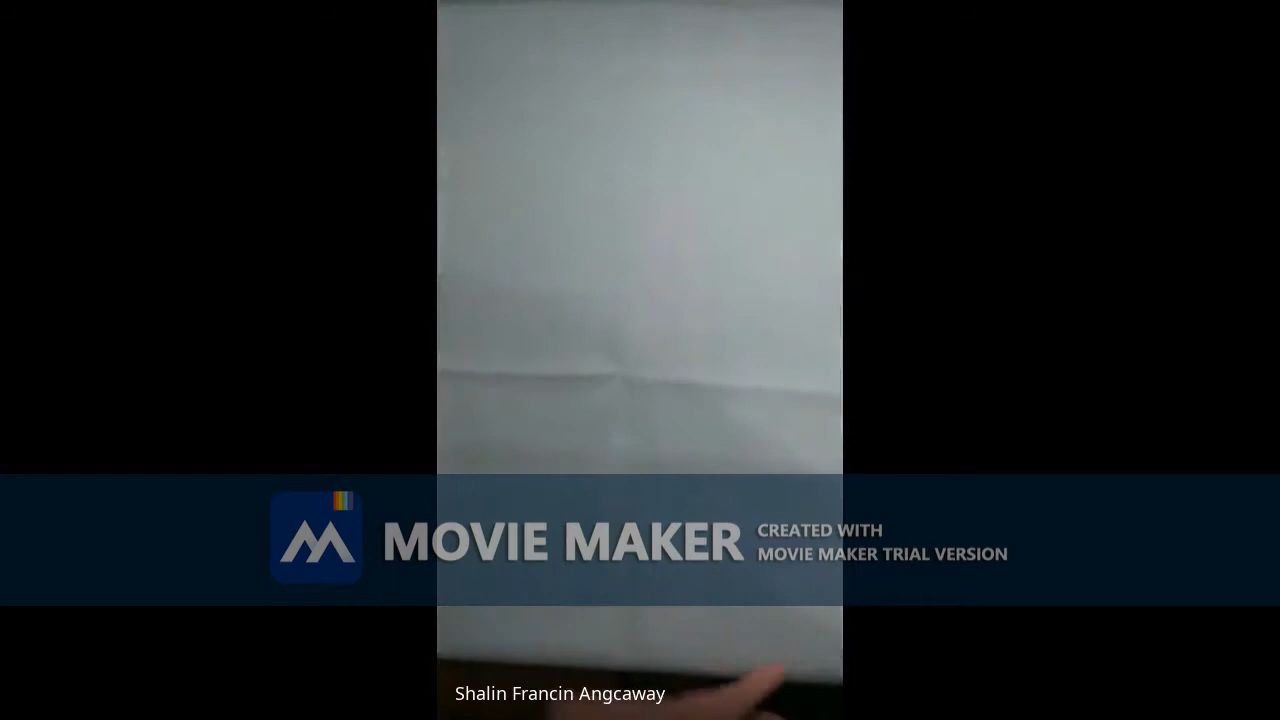 MOVIE MAKER
CREATED WITH
MOVIE MAKER TRIAL VERSION
Shalin Francin Angcaway